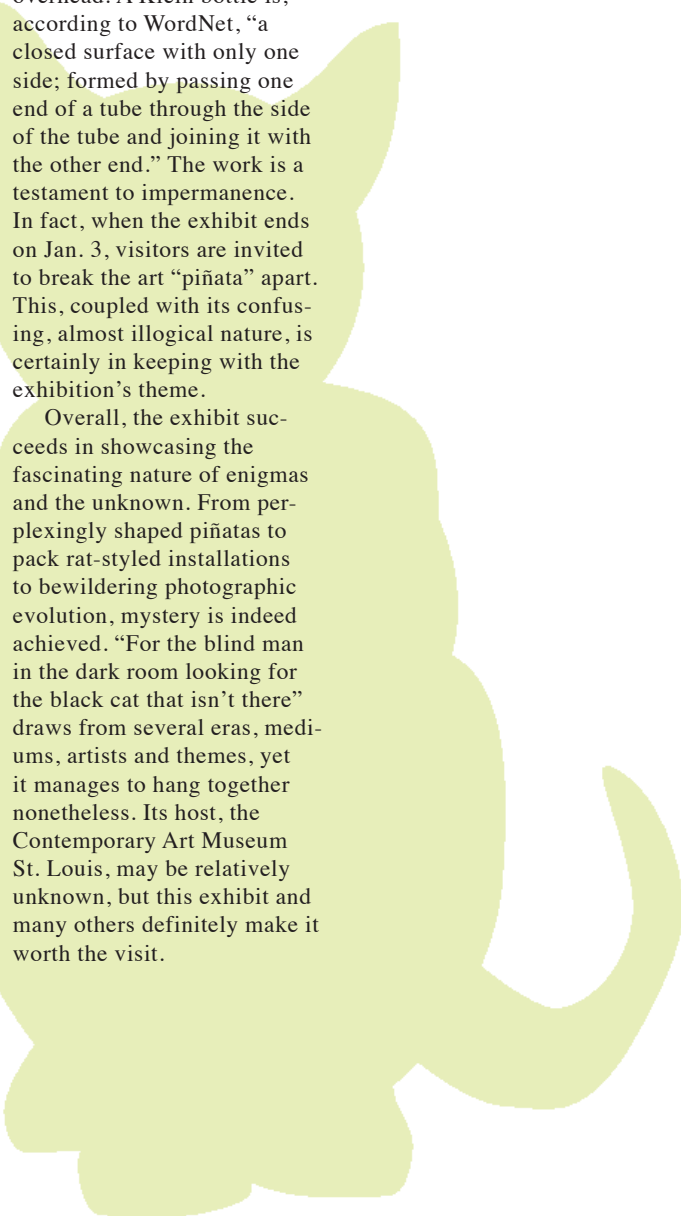 overhead. A Klein bottle is,
according to WordNet, “a
closed surface with only one
side; formed by passing one
end of a tube through the side
of the tube and joining it with
the other end.” The work is a
testament to impermanence.
In fact, when the exhibit ends
on Jan. 3, visitors are invited
to break the art “piñata” apart.
This, coupled with its confus-
ing, almost illogical nature, is
certainly in keeping with the
exhibition’s theme.
Overall, the exhibit suc-
ceeds in showcasing the
fascinating nature of enigmas
and the unknown. From per-
plexingly shaped piñatas to
pack rat-styled installations
to bewildering photographic
evolution, mystery is indeed
achieved. “For the blind man
in the dark room looking for
the black cat that isn’t there”
draws from several eras, medi-
ums, artists and themes, yet
it manages to hang together
nonetheless. Its host, the
Contemporary Art Museum
St. Louis, may be relatively
unknown, but this exhibit and
many others definitely make it
worth the visit.